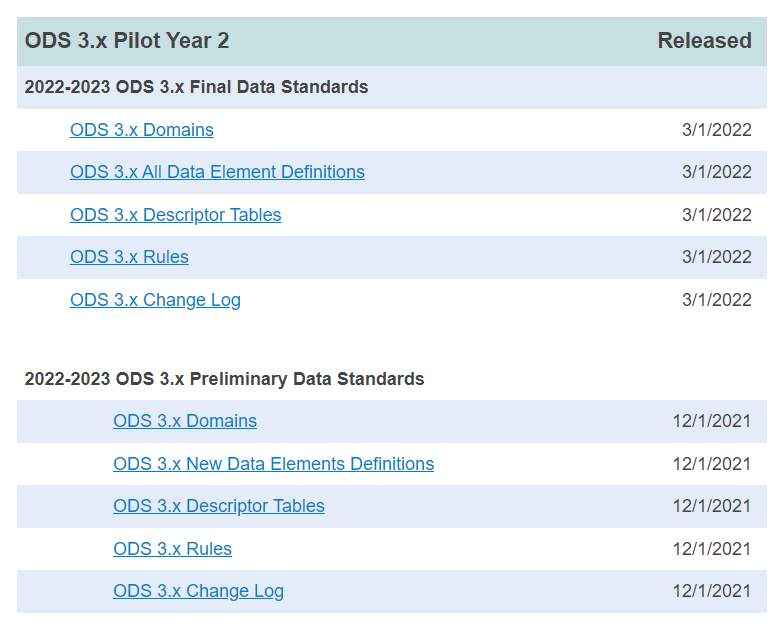 ODS 3.x Pilot Year 2 Released
2022-2023 ODS 3.x Final Data Standards
ODS 3.x Domains 3/1/2022
ODS 3.x All Data Element Definitions 3/1/2022
ODS 3.x Descriptor Tables 3/1/2022
ODS 3.x Rules 3/1/2022
ODS 3.x Change Log 3/1/2022
2022-2023 ODS 3.x Preliminary Data Standards
ODS 3.x Domains 12/1/2021
ODS 3.x New Data Elements Definitions 12/1/2021
ODS 3.x Descriptor Tables 12/1/2021
ODS 3.x Rules 12/1/2021
ODS 3.x Change Log 12/1/2021